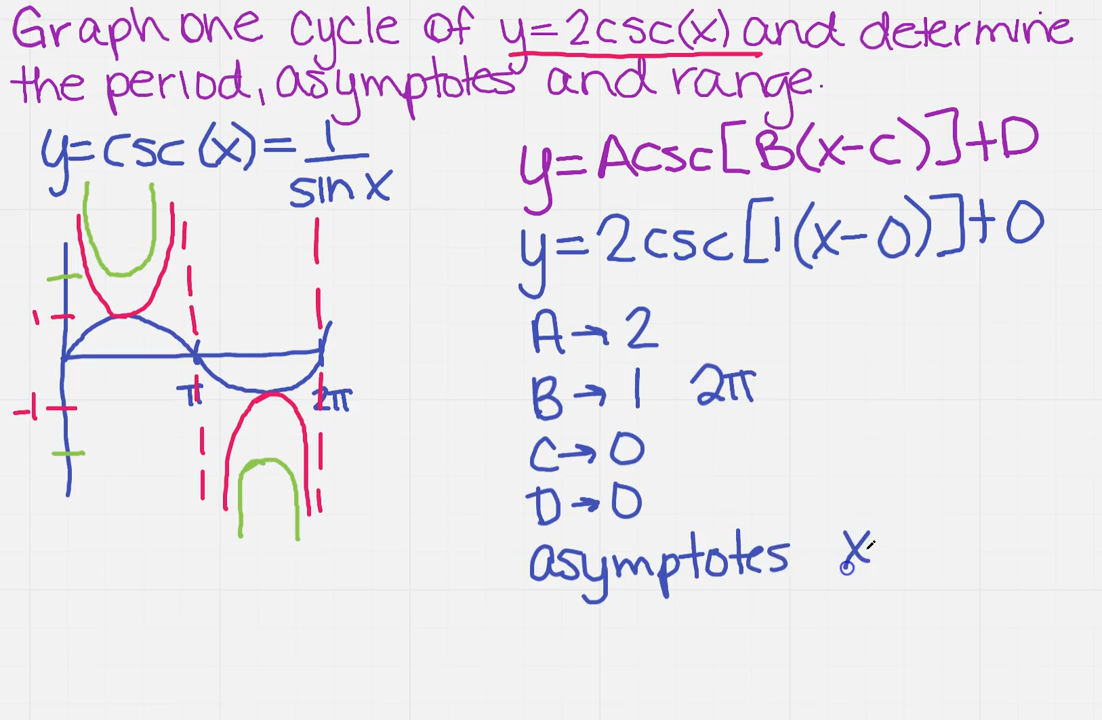 Graph one cycle of y=2csc(x) and determine
the period, asymptotes and range.
y=csc(x)=1/sin x
y=Acsc[B(x-c)]+D
y=2csc[1(x-0)]+0
A→2
B→1 2π
C→0
D→0
asymptotes x
1
-1
π
2π